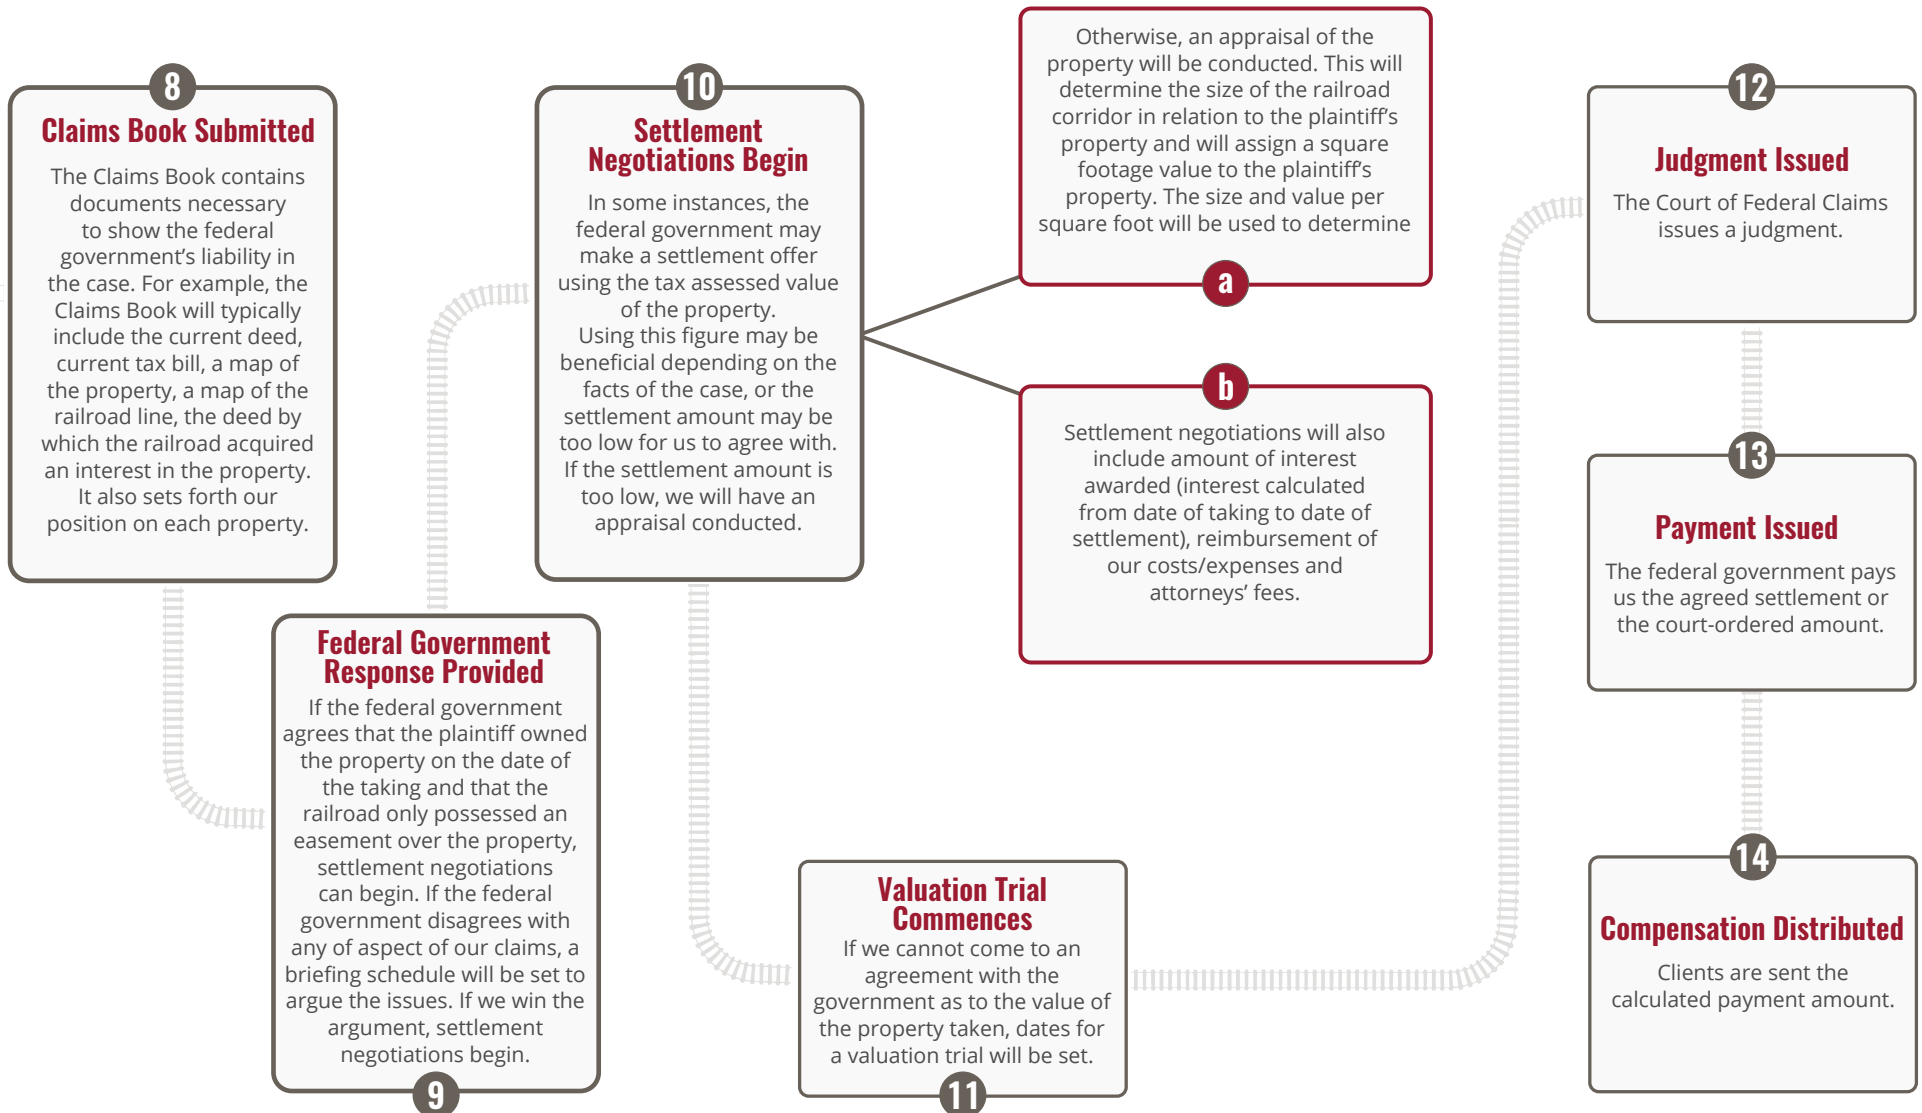 8
Claims Book Submitted
The Claims Book contains
documents necessary
to show the federal
government’s liability in
the case. For example, the
Claims Book will typically
include the current deed,
current tax bill, a map of
the property, a map of the
railroad line, the deed by
which the railroad acquired
an interest in the property.
It also sets forth our
position on each property.
Federal Government
Response Provided
If the federal government
agrees that the plaintiff owned
the property on the date of
the taking and that the
railroad only possessed an
easement over the property,
settlement negotiations
can begin. If the federal
government disagrees with
any of aspect of our claims, a
briefing schedule will be set to
argue the issues. If we win the
argument, settlement
negotiations begin.
9
10
Settlement
Negotiations Begin
In some instances, the
federal government may
make a settlement offer
using the tax assessed value
of the property.
Using this figure may be
beneficial depending on the
facts of the case, or the
settlement amount may be
too low for us to agree with.
If the settlement amount is
too low, we will have an
appraisal conducted.
Otherwise, an appraisal of the
property will be conducted. This will
determine the size of the railroad
corridor in relation to the plaintiff’s
property and will assign a square
footage value to the plaintiff’s
property. The size and value per
square foot will be used to determine
a
b
Settlement negotiations will also
include amount of interest
awarded (interest calculated
from date of taking to date of
settlement), reimbursement of
our costs/expenses and
attorneys’ fees.
Valuation Trial
Commences
If we cannot come to an
agreement with the
government as to the value of
the property taken, dates for
a valuation trial will be set.
11
12
Judgment Issued
The Court of Federal Claims
issues a judgment.
13
Payment Issued
The federal government pays
us the agreed settlement or
the court-ordered amount.
14
Compensation Distributed
Clients are sent the
calculated payment amount.